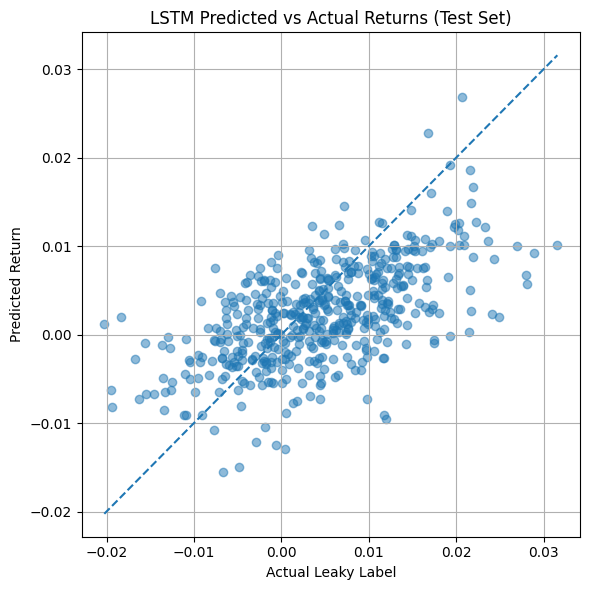 LSTM Predicted vs Actual Returns (Test Set)
Predicted Return
0.03
0.02
0.01
0.00
−0.01
−0.02
−0.02 −0.01 0.00 0.01 0.02 0.03
Actual Leaky Label